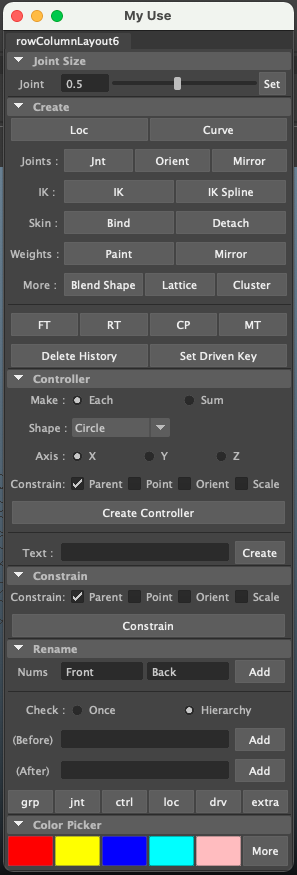 My Use
rowColumnLayout6
Joint Size
Joint 0.5 Set
Create
Loc Curve
Joints : Jnt Orient Mirror
IK : IK IK Spline
Skin : Bind Detach
Weights : Paint Mirror
More : Blend Shape Lattice Cluster
FT RT CP MT
Delete History Set Driven Key
Controller
Make : Each Sum
Shape : Circle
Axis : X Y Z
Constrain: Parent Point Orient Scale
Create Controller
Text : Create
Constrain
Constrain: Parent Point Orient Scale
Constrain
Rename
Nums Front Back Add
Check : Once Hierarchy
(Before) Add
(After) Add
grp jnt ctrl loc drv extra
Color Picker
More